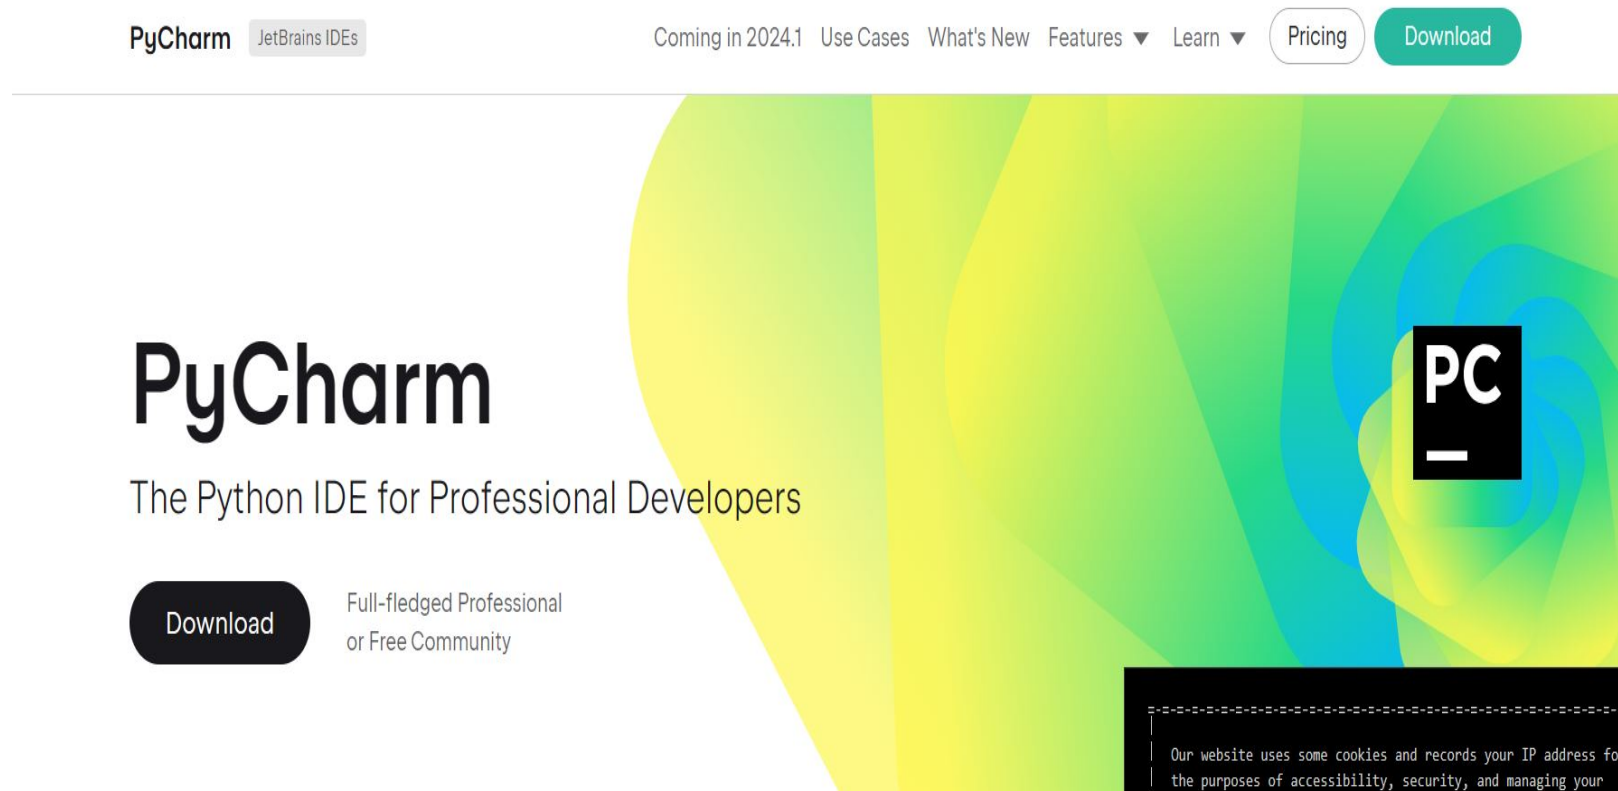 PyCharm JetBrains IDEs Coming in 2024.1 Use Cases What's New Features Learn Pricing Download
PC
PyCharm
The Python IDE for Professional Developers
Download
Full-fledged Professional
or Free Community
Our website uses some cookies and records your IP address fo
the purposes of accessibility, security, and managing your